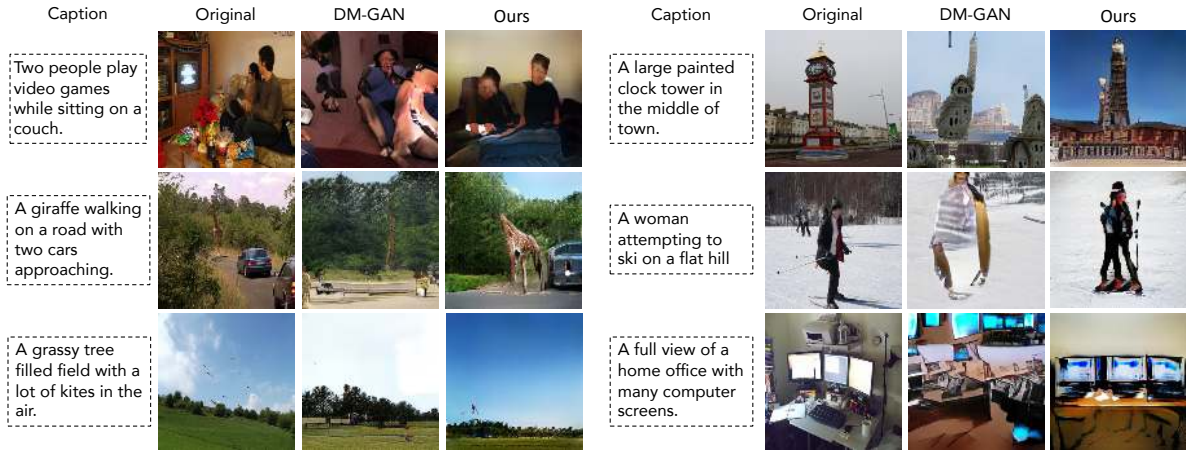 Caption Original DM-GAN Ours Caption Original DM-GAN Ours
Two people play
video games
while sitting on a
couch.
A large painted
clock tower in
the middle of
town.
A giraffe walking
on a road with
two cars
approaching.
A woman
attempting to
ski on a flat hill
A grassy tree
filled field with a
lot of kites in the
air.
A full view of a
home office with
many computer
screens.